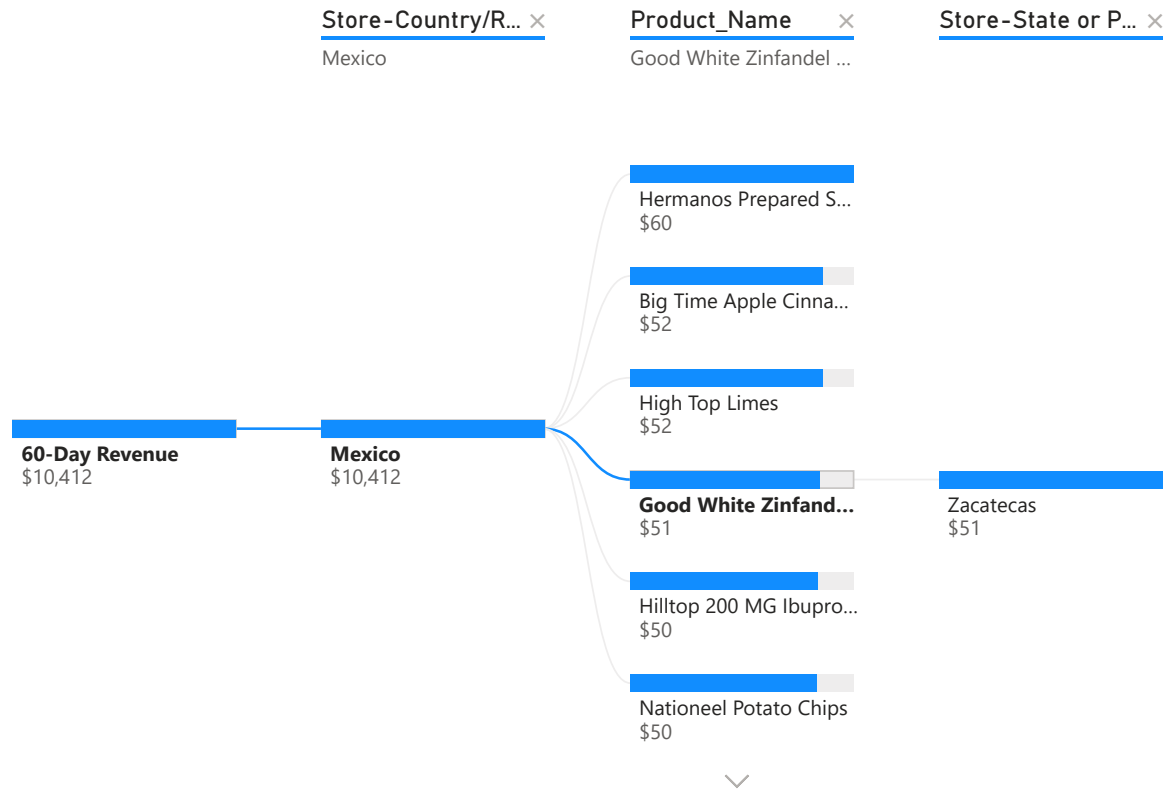 Store-Country/R... ×
Product_Name ×
Store-State or P... ×
Mexico
Good White Zinfandel ...
Hermanos Prepared S...
$60
Big Time Apple Cinna...
$52
High Top Limes
$52
60-Day Revenue
$10,412
Mexico
$10,412
Good White Zinfand...
$51
Zacatecas
$51
Hilltop 200 MG Ibupro...
$50
Nationeel Potato Chips
$50